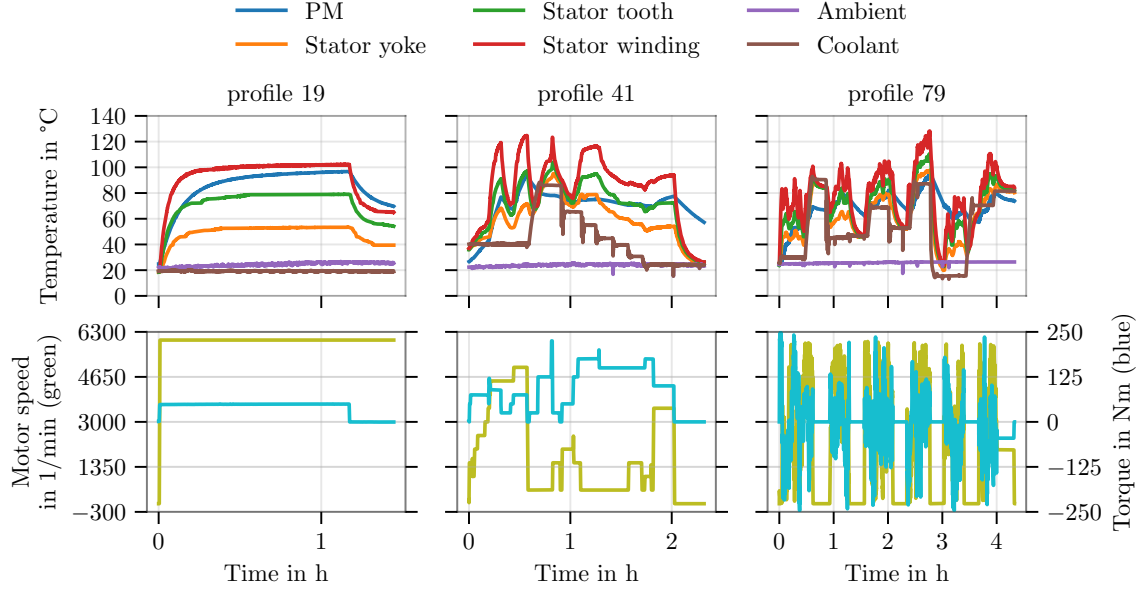 PM Stator tooth Ambient
Stator yoke Stator winding Coolant
profile 19 profile 41 profile 79
Temperature in °C
140
120
100
80
60
40
20
0
Motor speed
in 1/min (green)
6300
4650
3000
1350
−300
250
125
0
−125
−250
Torque in Nm (blue)
0 1 0 1 2 0 1 2 3 4
Time in h Time in h Time in h